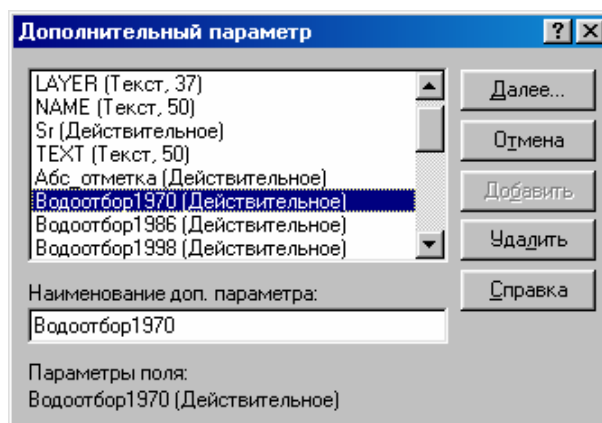 Дополнительный параметр
LAYER (Текст, 37)
NAME (Текст, 50)
Sr (Действительное)
TEXT (Текст, 50)
Абс_отметка (Действительное)
Водоотбор1970 (Действительное)
Водоотбор1986 (Действительное)
Водоотбор1998 (Действительное)
Далее...
Отмена
Добавить
Удалить
Справка
Наименование доп. параметра:
Водоотбор1970
Параметры поля:
Водоотбор1970 (Действительное)